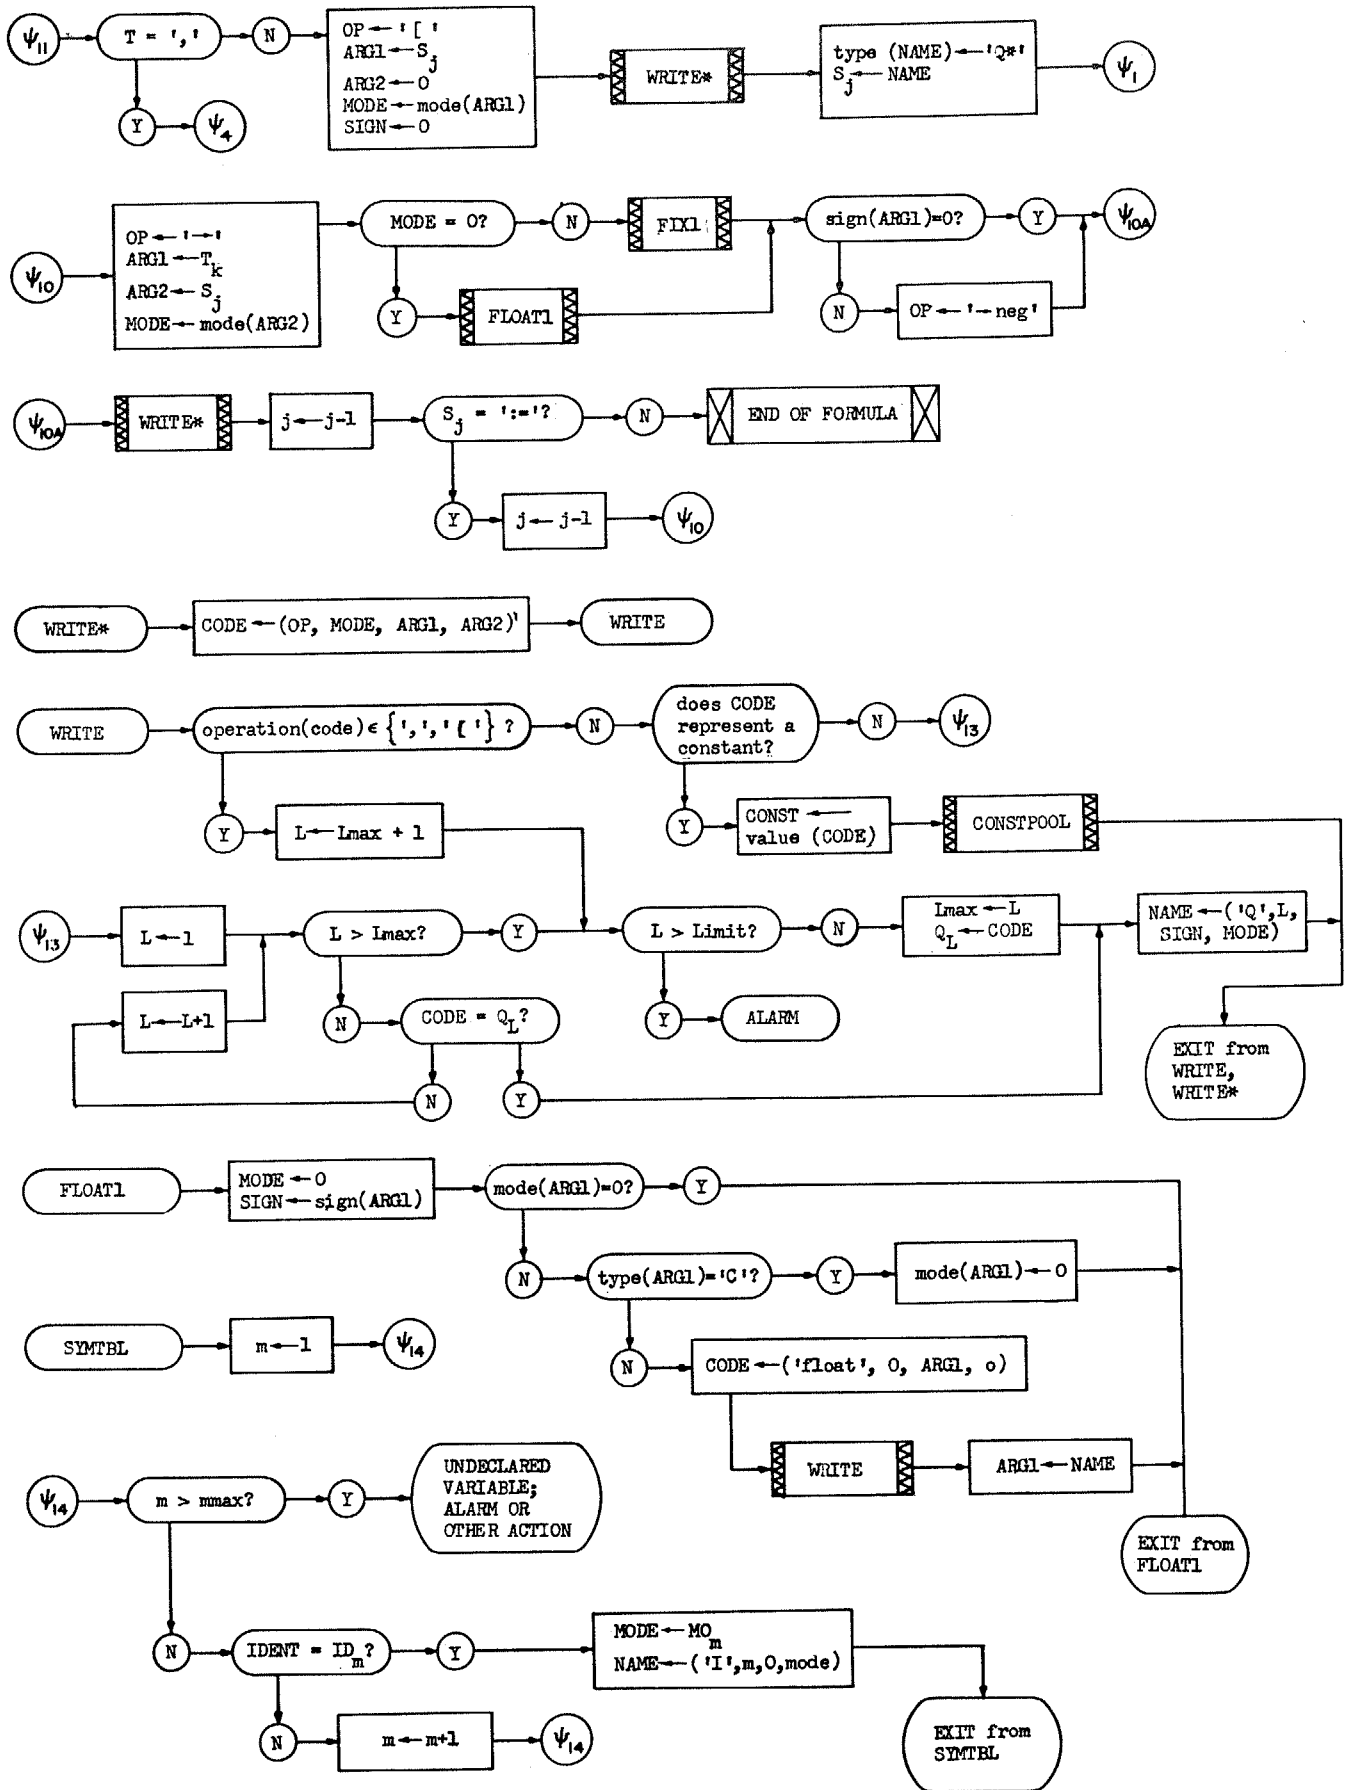 ψ11
T = ','
N
OP ← '['
ARG1 ← Sj
ARG2 ← 0
MODE ← mode(ARG1)
SIGN ← 0
WRITE*
type (NAME) ← 'Q*'
Sj ← NAME
ψ1
Y
ψ4
ψ10
OP ← '→'
ARG1 ← Tk
ARG2 ← Sj
MODE ← mode(ARG2)
MODE = 0?
N
FIX1
sign(ARG1)=0?
Y
ψ10A
Y
FLOAT1
N
OP ← '→neg'
ψ10A
WRITE*
j ← j-1
Sj = ':='?
N
END OF FORMULA
Y
j ← j-1
ψ10
WRITE*
CODE ← (OP, MODE, ARG1, ARG2)'
WRITE
WRITE
operation(code) ϵ {',','['} ?
N
does CODE
represent a
constant?
N
ψ13
Y
L ← Lmax + 1
Y
CONST ←
value (CODE)
CONSTPOOL
ψ13
L ← 1
L > Lmax?
Y
L > Limit?
N
Lmax ← L
QL ← CODE
NAME ← ('Q',L,
SIGN, MODE)
L ← L+1
N
CODE = QL?
Y
ALARM
N
Y
EXIT from
WRITE,
WRITE*
FLOAT1
MODE ← 0
SIGN ← sign(ARG1)
mode(ARG1)=0?
Y
N
type(ARG1)='C'?
Y
mode(ARG1) ← 0
SYMTBL
m ← 1
ψ14
N
CODE ← ('float', 0, ARG1, o)
WRITE
ARG1 ← NAME
ψ14
m > mmax?
Y
UNDECLARED
VARIABLE;
ALARM OR
OTHER ACTION
EXIT from
FLOAT1
N
IDENT = IDm?
Y
MODE ← MOm
NAME ← ('I',m,0,mode)
N
m ← m+1
ψ14
EXIT from
SYMTBL